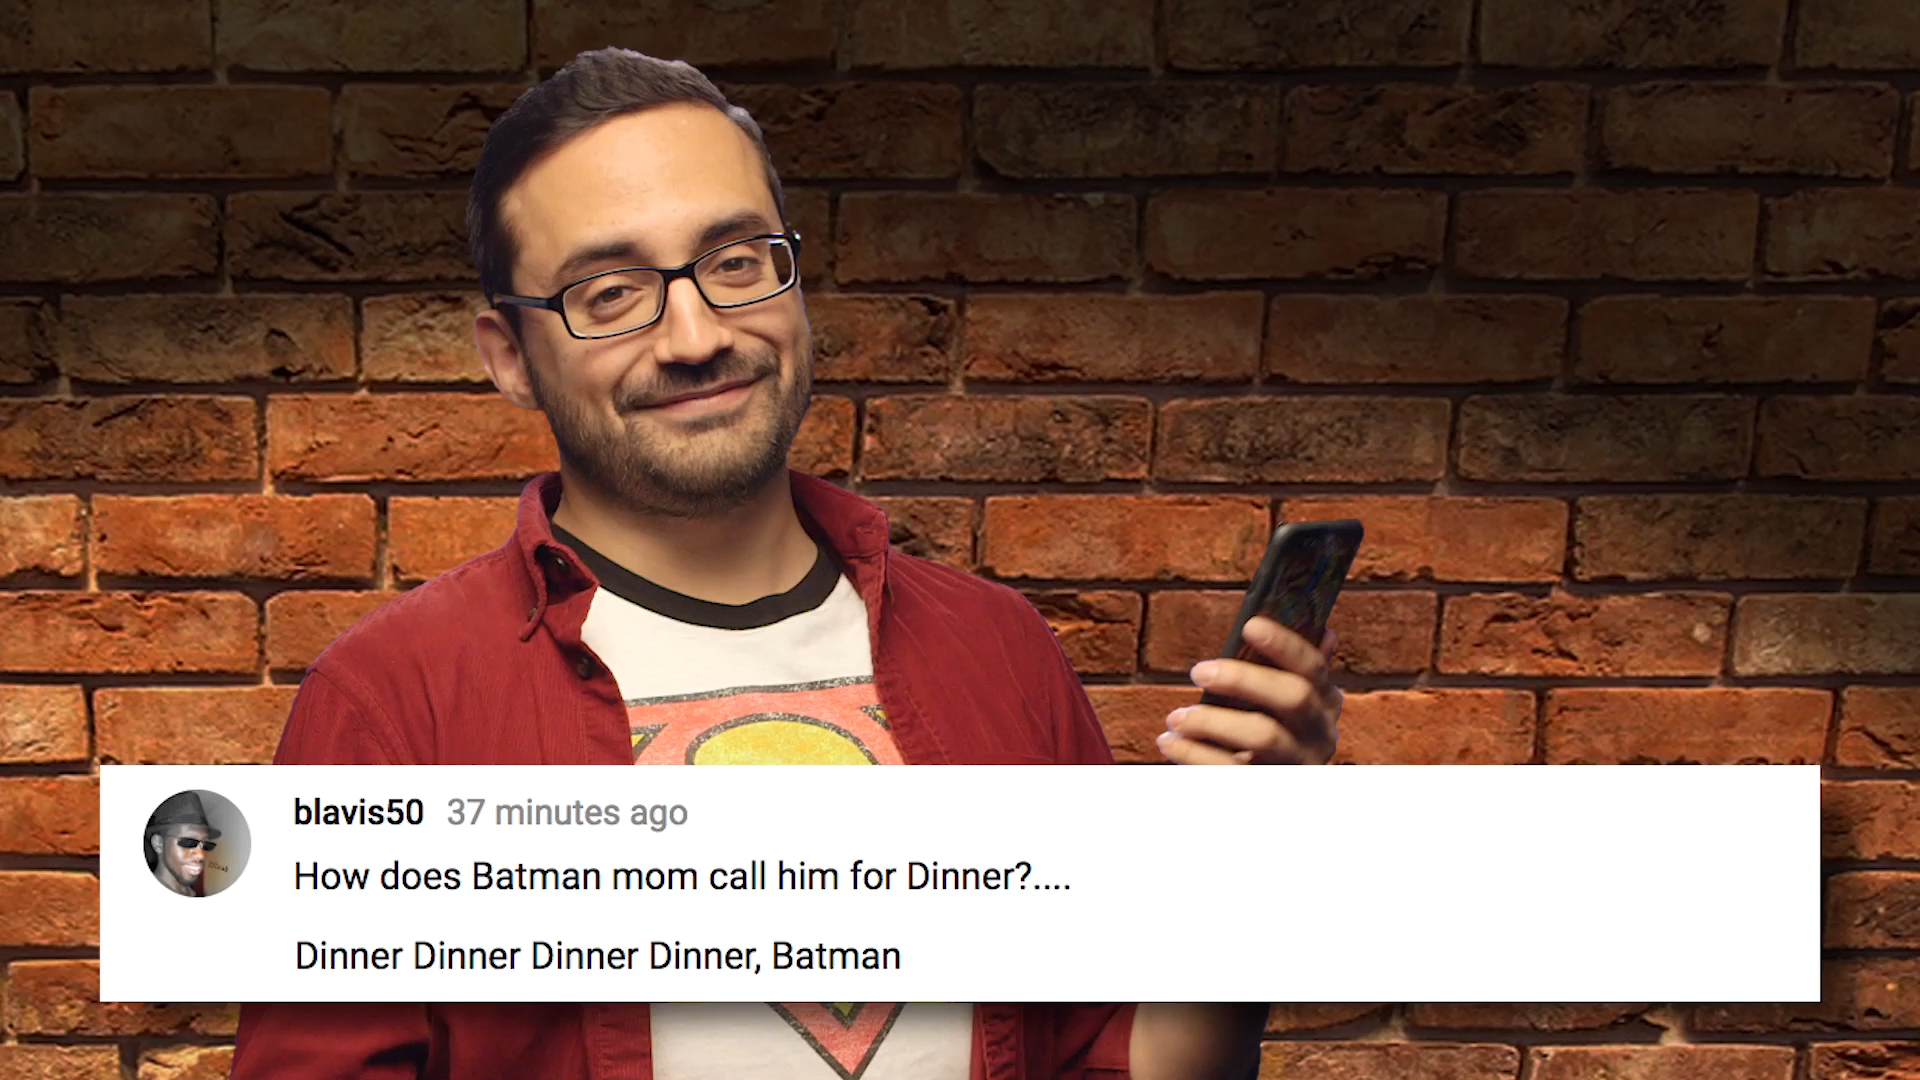 blavis50 37 minutes ago
How does Batman mom call him for Dinner?....
Dinner Dinner Dinner Dinner, Batman